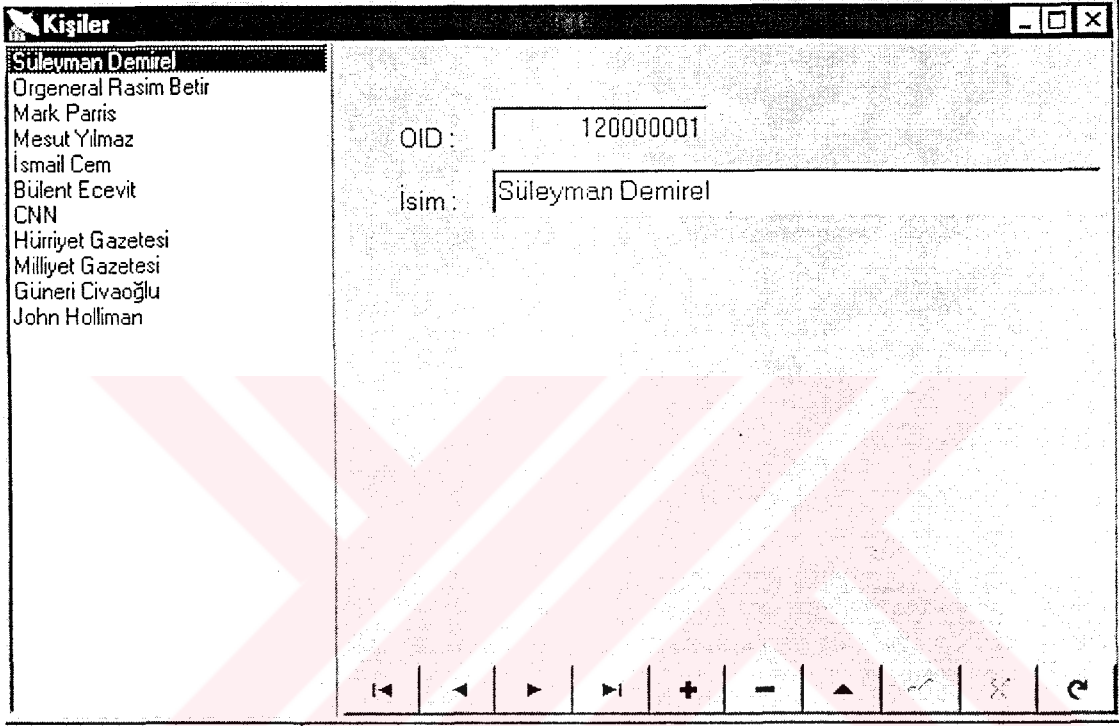 Kişiler
Süleyman Demirel
Orgeneral Rasim Betir
Mark Parris
Mesut Yılmaz
İsmail Cem
Bülent Ecevit
CNN
Hürriyet Gazetesi
Milliyet Gazetesi
Güneri Civaoğlu
John Holliman
OID : 120000001
İsim : Süleyman Demirel